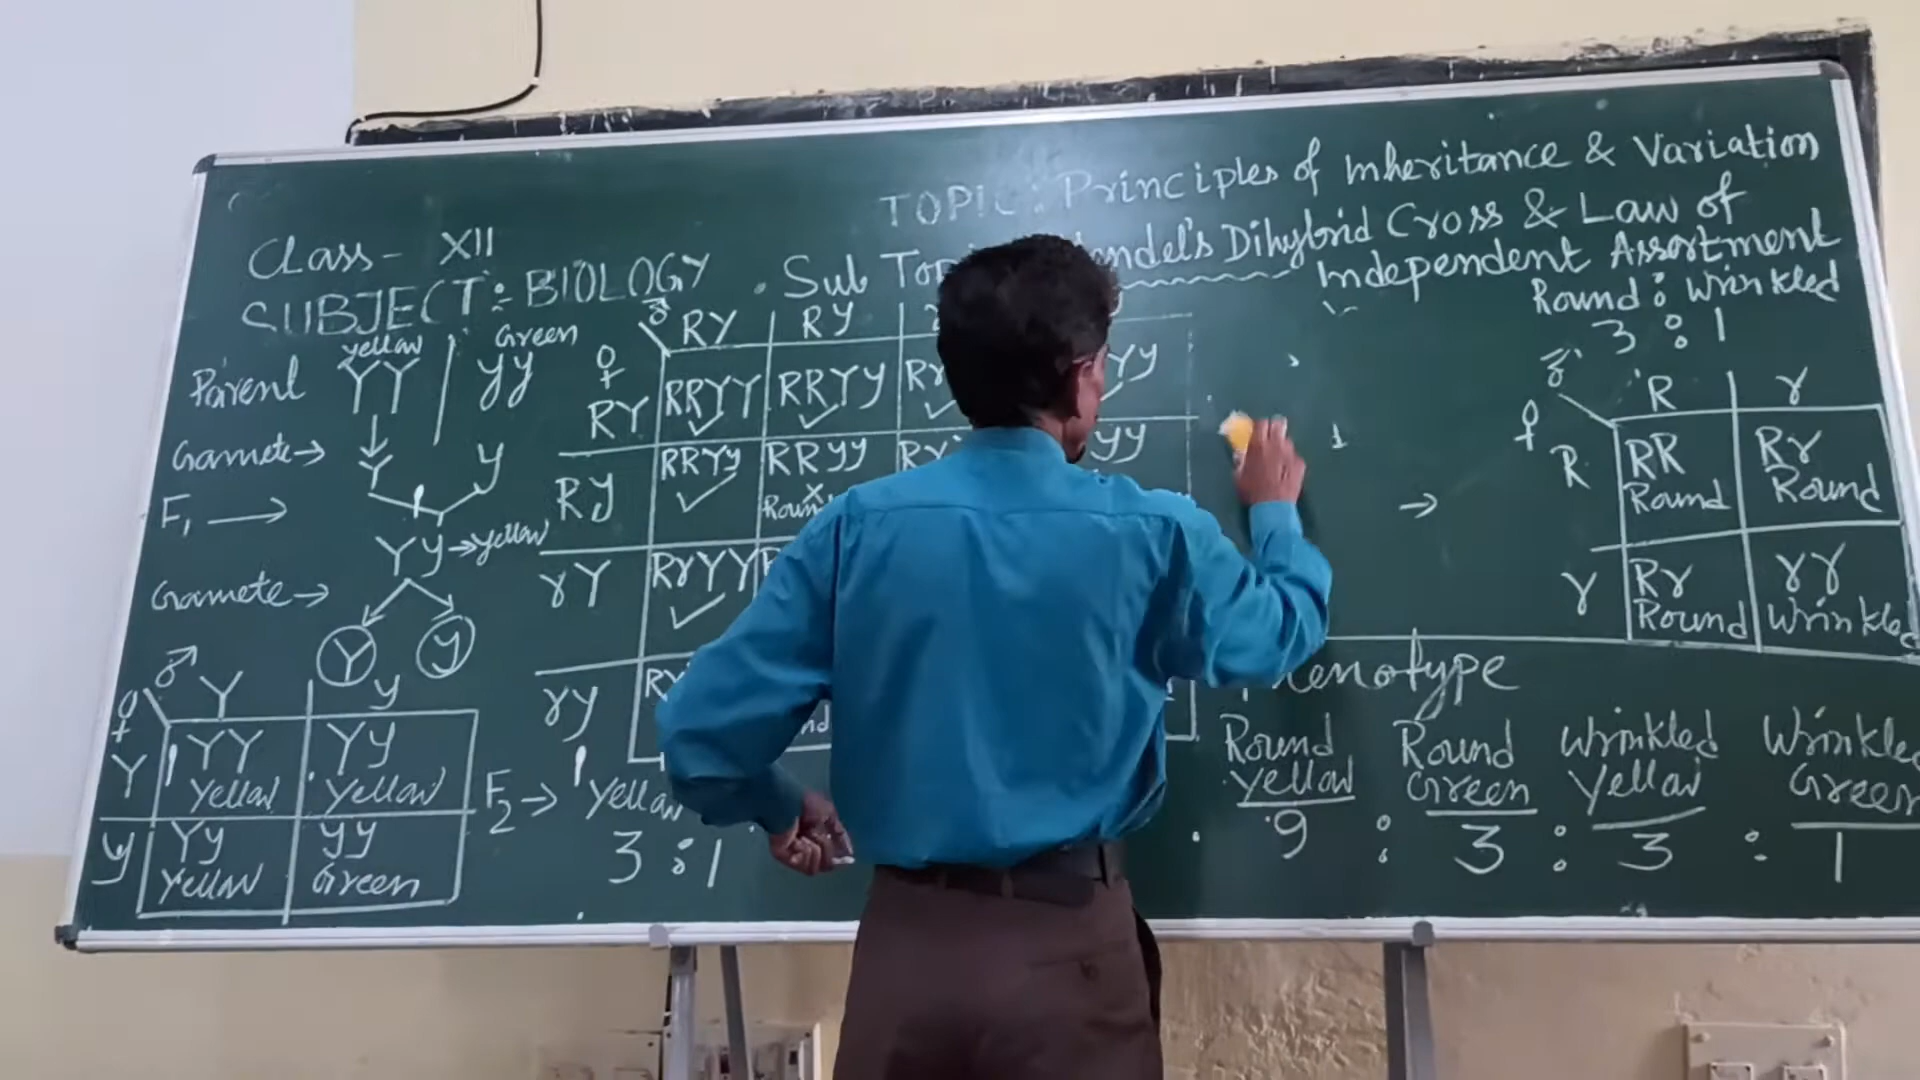 TOPIC: Principles of Inheritance & Variation
Class- XII
SUBJECT:- BIOLOGY . Sub
Dihybrid Cross & Law of
Independent Assortment
Parent
yellow Green
YY yy
Gamete→
Y y
F1 →
Yy→yellow
Gamete→
Y y
♂ Y y
♀
Y YY Yy
yellow yellow
y Yy yy
yellow Green
F2→ yellow
3 : 1
♂ RY Ry
♀
RY RRYY RRYy Yy
Ry RRYy RRyy yy
rY RrYY
ry
Round : Wrinkled
3 : 1
♂ R r
♀
R RR Rr
Round Round
r Rr rr
Round Wrinkled
Round Round Wrinkled Wrinkled
Yellow Green Yellow Green
9 : 3 : 3 : 1